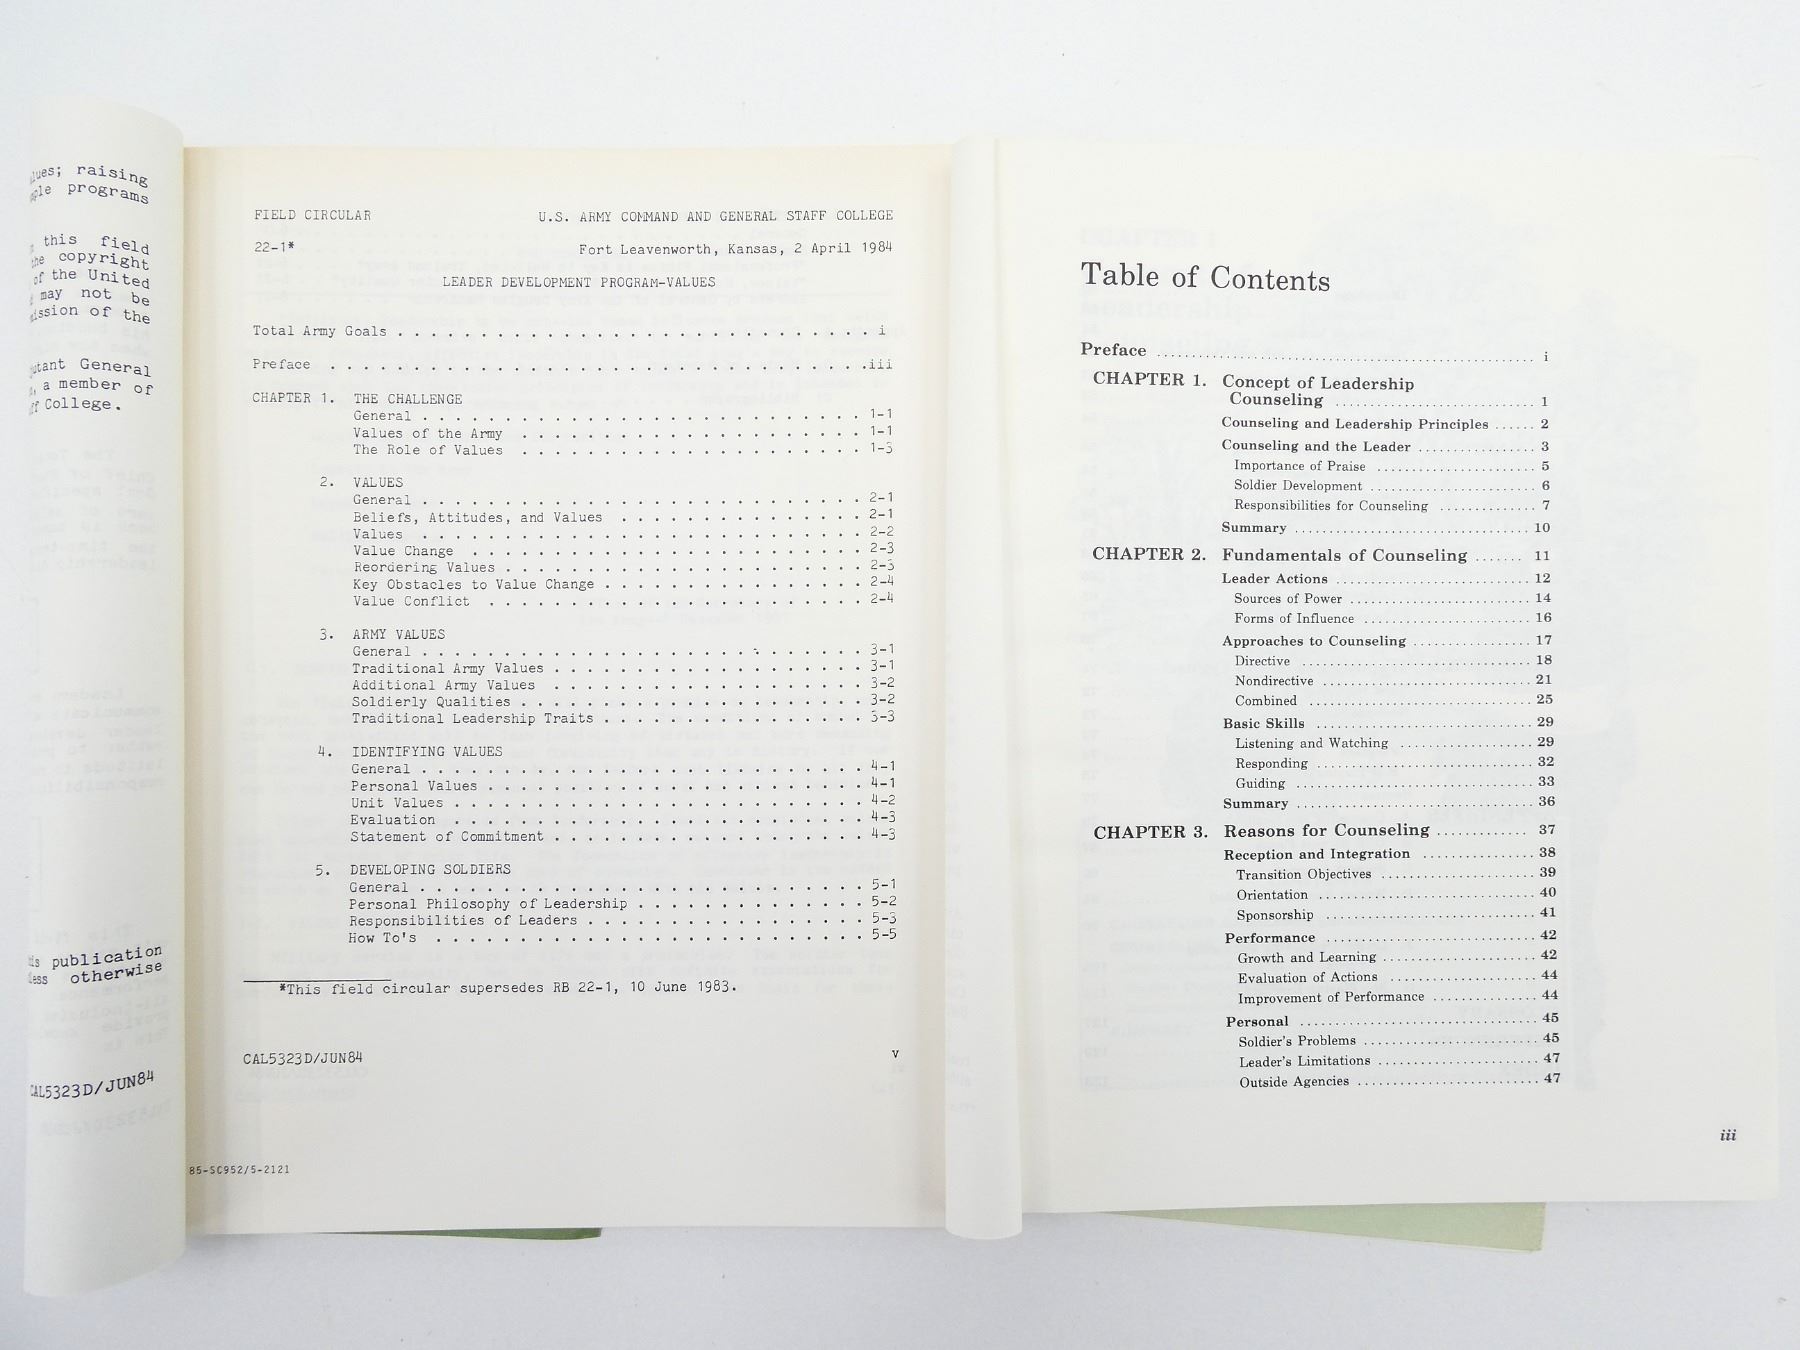 lues; raising
programs
this field
the copyright
of the United
may not be
mission of the
General
, a member of
ff College.
publication
less otherwise
CAL5323D/JUN84
FIELD CIRCULAR U.S. ARMY COMMAND AND GENERAL STAFF COLLEGE
22-1* Fort Leavenworth, Kansas, 2 April 1984
LEADER DEVELOPMENT PROGRAM-VALUES
Total Army Goals . . . . . . . . . . i
Preface . . . . . . . . . . iii
CHAPTER 1. THE CHALLENGE
General . . . . . . . . . . 1-1
Values of the Army . . . . . . . . . . 1-1
The Role of Values . . . . . . . . . . 1-3
2. VALUES
General . . . . . . . . . . 2-1
Beliefs, Attitudes, and Values . . . . . . . . . . 2-1
Values . . . . . . . . . . 2-2
Value Change . . . . . . . . . . 2-3
Reordering Values . . . . . . . . . . 2-3
Key Obstacles to Value Change . . . . . . . . . . 2-4
Value Conflict . . . . . . . . . . 2-4
3. ARMY VALUES
General . . . . . . . . . . 3-1
Traditional Army Values . . . . . . . . . . 3-1
Additional Army Values . . . . . . . . . . 3-2
Soldierly Qualities . . . . . . . . . . 3-2
Traditional Leadership Traits . . . . . . . . . . 3-3
4. IDENTIFYING VALUES
General . . . . . . . . . . 4-1
Personal Values . . . . . . . . . . 4-1
Unit Values . . . . . . . . . . 4-2
Evaluation . . . . . . . . . . 4-3
Statement of Commitment . . . . . . . . . . 4-3
5. DEVELOPING SOLDIERS
General . . . . . . . . . . 5-1
Personal Philosophy of Leadership . . . . . . . . . . 5-2
Responsibilities of Leaders . . . . . . . . . . 5-3
How To's . . . . . . . . . . 5-5
*This field circular supersedes RB 22-1, 10 June 1983.
CAL5323D/JUN84 v
85-SC952/5-2121
Table of Contents
Preface .......... i
CHAPTER 1. Concept of Leadership
Counseling .......... 1
Counseling and Leadership Principles ...... 2
Counseling and the Leader .......... 3
Importance of Praise .......... 5
Soldier Development .......... 6
Responsibilities for Counseling .......... 7
Summary .......... 10
CHAPTER 2. Fundamentals of Counseling ....... 11
Leader Actions .......... 12
Sources of Power .......... 14
Forms of Influence .......... 16
Approaches to Counseling .......... 17
Directive .......... 18
Nondirective .......... 21
Combined .......... 25
Basic Skills .......... 29
Listening and Watching .......... 29
Responding .......... 32
Guiding .......... 33
Summary .......... 36
CHAPTER 3. Reasons for Counseling .......... 37
Reception and Integration .......... 38
Transition Objectives .......... 39
Orientation .......... 40
Sponsorship .......... 41
Performance .......... 42
Growth and Learning .......... 42
Evaluation of Actions .......... 44
Improvement of Performance .......... 44
Personal .......... 45
Soldier's Problems .......... 45
Leader's Limitations .......... 47
Outside Agencies .......... 47
iii